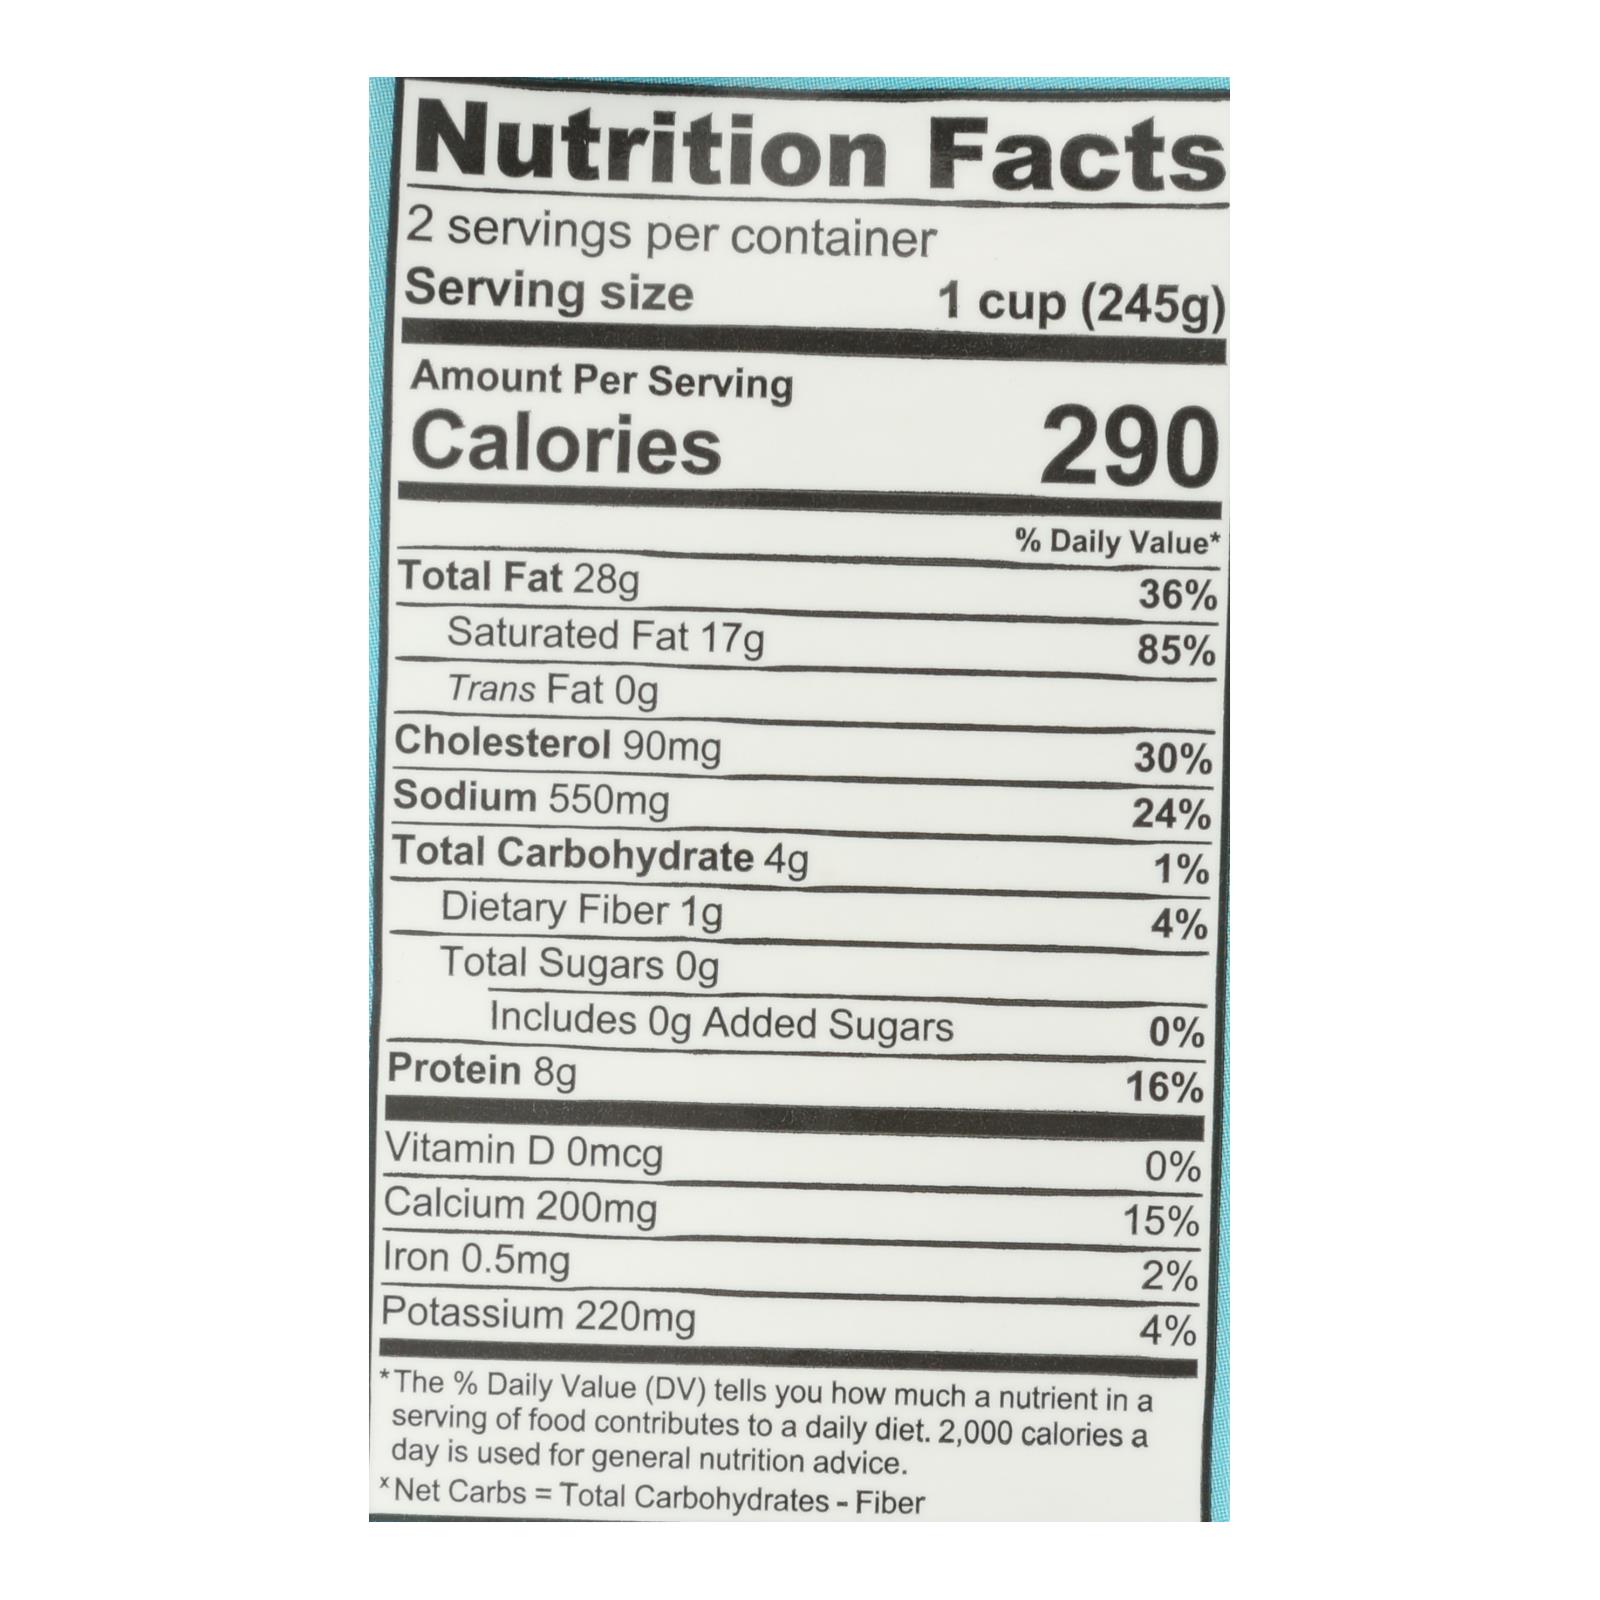 Nutrition Facts
2 servings per container
Serving size 1 cup (245g)
Amount Per Serving
Calories 290
% Daily Value*
Total Fat 28g 36%
Saturated Fat 17g 85%
Trans Fat 0g
Cholesterol 90mg 30%
Sodium 550mg 24%
Total Carbohydrate 4g 1%
Dietary Fiber 1g 4%
Total Sugars 0g
Includes 0g Added Sugars 0%
Protein 8g 16%
Vitamin D 0mcg 0%
Calcium 200mg 15%
Iron 0.5mg 2%
Potassium 220mg 4%
*The % Daily Value (DV) tells you how much a nutrient in a
serving of food contributes to a daily diet. 2,000 calories a
day is used for general nutrition advice.
xNet Carbs = Total Carbohydrates - Fiber